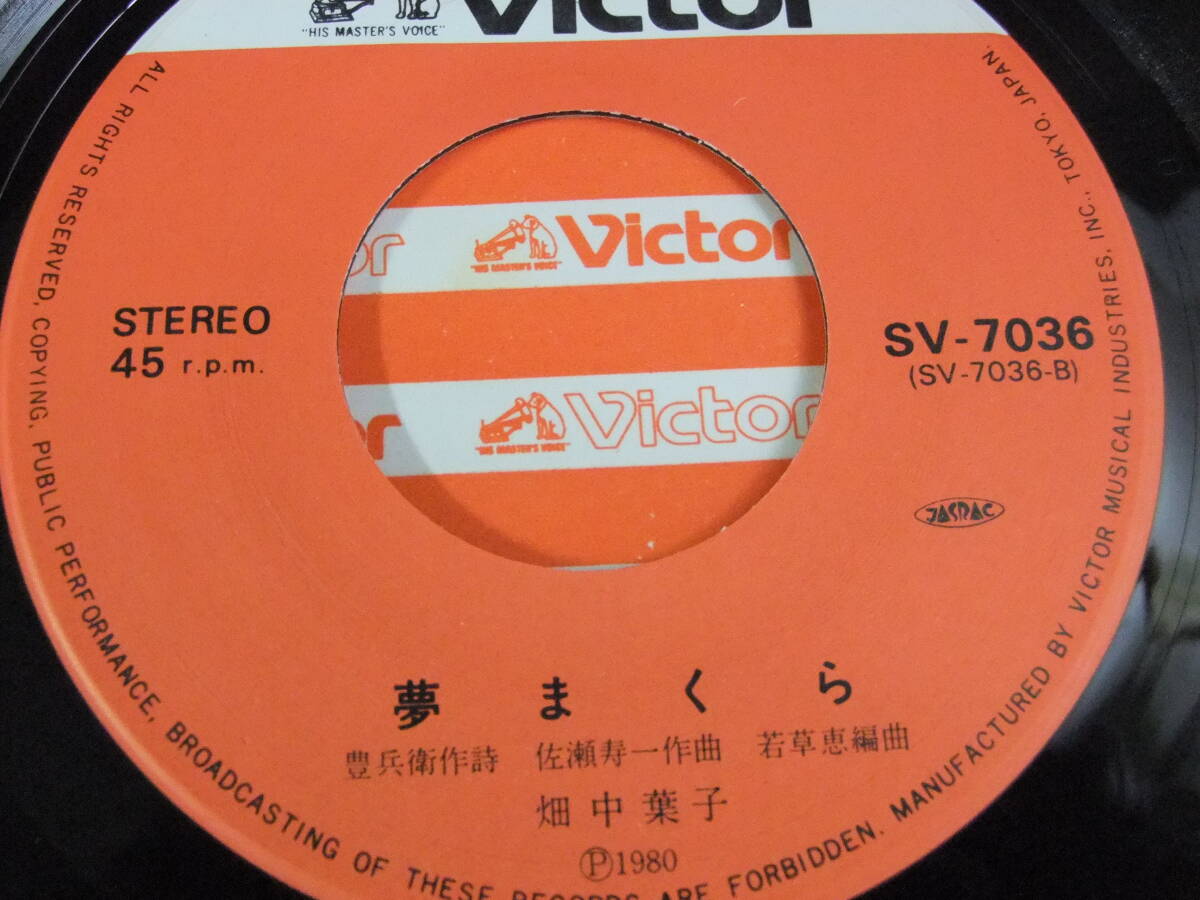 Victor
"HIS MASTER'S VOICE"
or
Victor
"HIS MASTER'S VOICE"
STEREO
45 r.p.m.
SV-7036
(SV-7036-B)
r
Victor
"HIS MASTER'S VOICE"
JASRAC
夢まくら
豊兵衛作詩 佐瀬寿一作曲 若草恵編曲
畑中葉子
Ⓟ1980
ALL RIGHTS RESERVED, COPYING, PUBLIC PERFORMANCE, BROADCASTING OF THESE RECORDS ARE FORBIDDEN. MANUFACTURED BY VICTOR MUSICAL INDUSTRIES, INC., TOKYO, JAPAN.